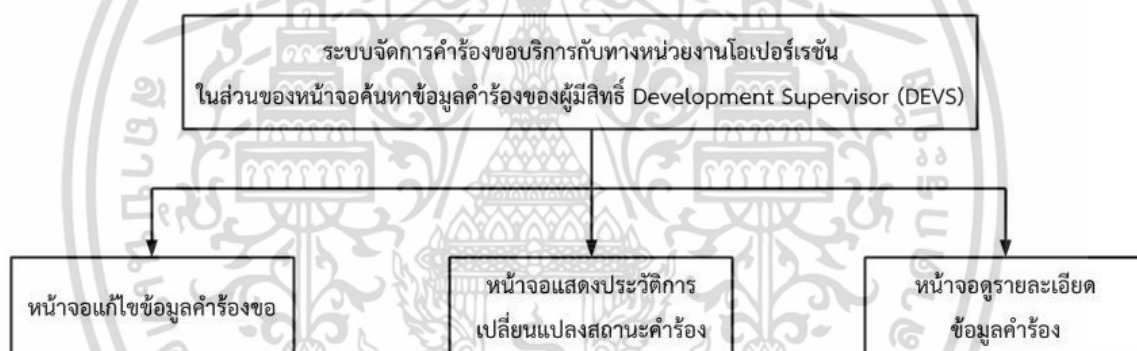 ระบบจัดการคำร้องขอบริการกับทางหน่วยงานโอเปอร์เรชัน
ในส่วนของหน้าจอค้นหาข้อมูลคำร้องของผู้มีสิทธิ์ Development Supervisor (DEVS)
หน้าจอแก้ไขข้อมูลคำร้องขอ
หน้าจอแสดงประวัติการ
เปลี่ยนแปลงสถานะคำร้อง
หน้าจอดูรายละเอียด
ข้อมูลคำร้อง